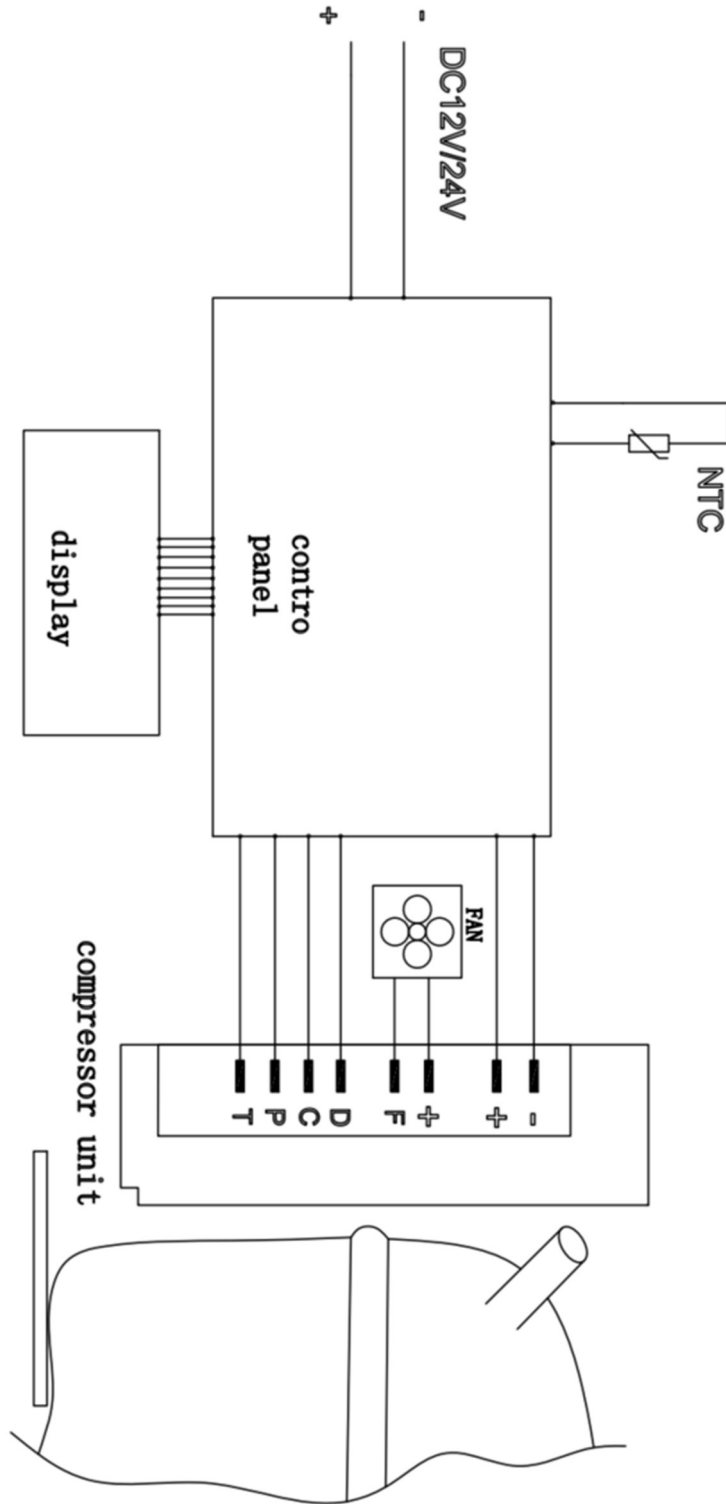 NTC
DC12V/24V
-
+
contro
panel
display
FAN
-
+
+
F
D
C
P
T
compressor unit